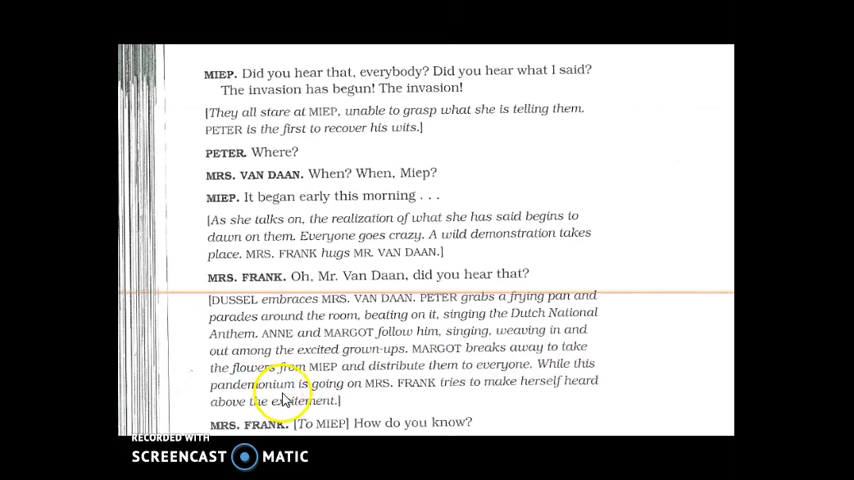 MIEP. Did you hear that, everybody? Did you hear what I said?
The invasion has begun! The invasion!
[They all stare at MIEP, unable to grasp what she is telling them.
PETER is the first to recover his wits.]
PETER. Where?
MRS. VAN DAAN. When? When, Miep?
MIEP. It began early this morning . . .
[As she talks on, the realization of what she has said begins to
dawn on them. Everyone goes crazy. A wild demonstration takes
place. MRS. FRANK hugs MR. VAN DAAN.]
MRS. FRANK. Oh, Mr. Van Daan, did you hear that?
[DUSSEL embraces MRS. VAN DAAN. PETER grabs a frying pan and
parades around the room, beating on it, singing the Dutch National
Anthem. ANNE and MARGOT follow him, singing, weaving in and
out among the excited grown-ups. MARGOT breaks away to take
the flowers from MIEP and distribute them to everyone. While this
pandemonium is going on MRS. FRANK tries to make herself heard
above the excitement.]
MRS. FRANK. [To MIEP] How do you know?
RECORDED WITH
SCREENCAST MATIC